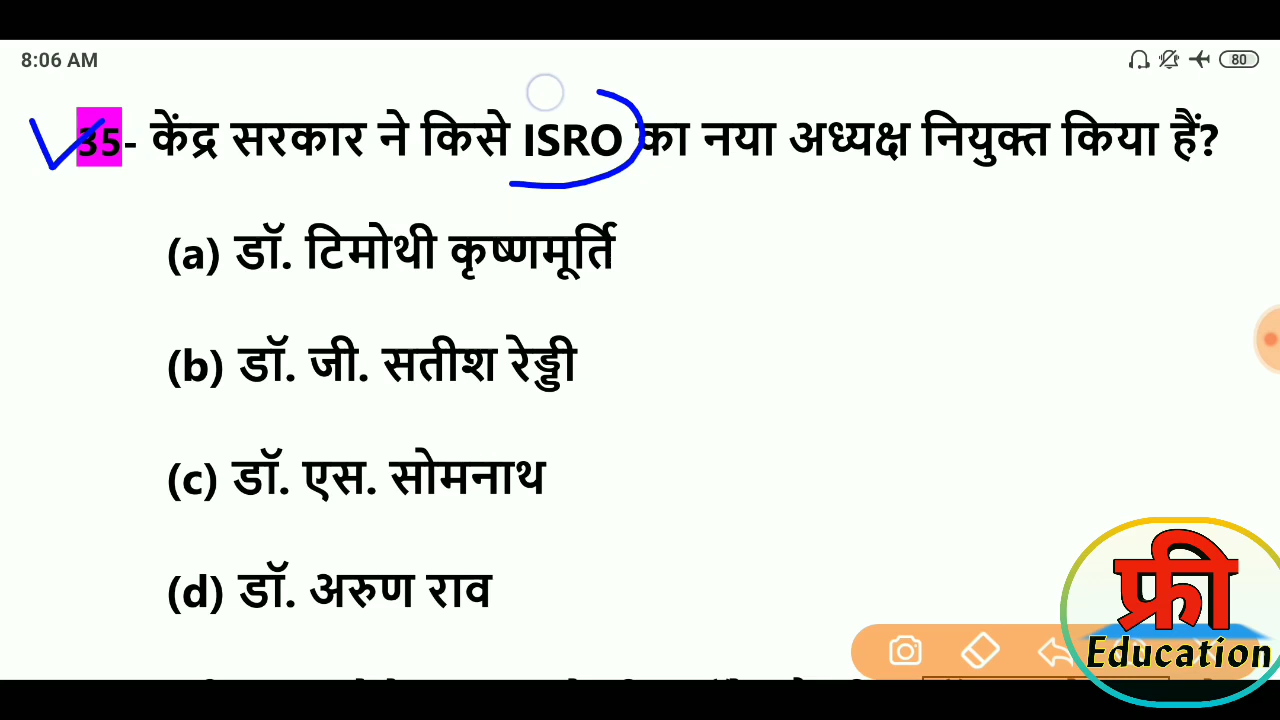 8:06 AM
80
35- केंद्र सरकार ने किसे ISRO का नया अध्यक्ष नियुक्त किया हैं?
(a) डॉ. टिमोथी कृष्णमूर्ति
(b) डॉ. जी. सतीश रेड्डी
(c) डॉ. एस. सोमनाथ
(d) डॉ. अरुण राव
फ्री
Education